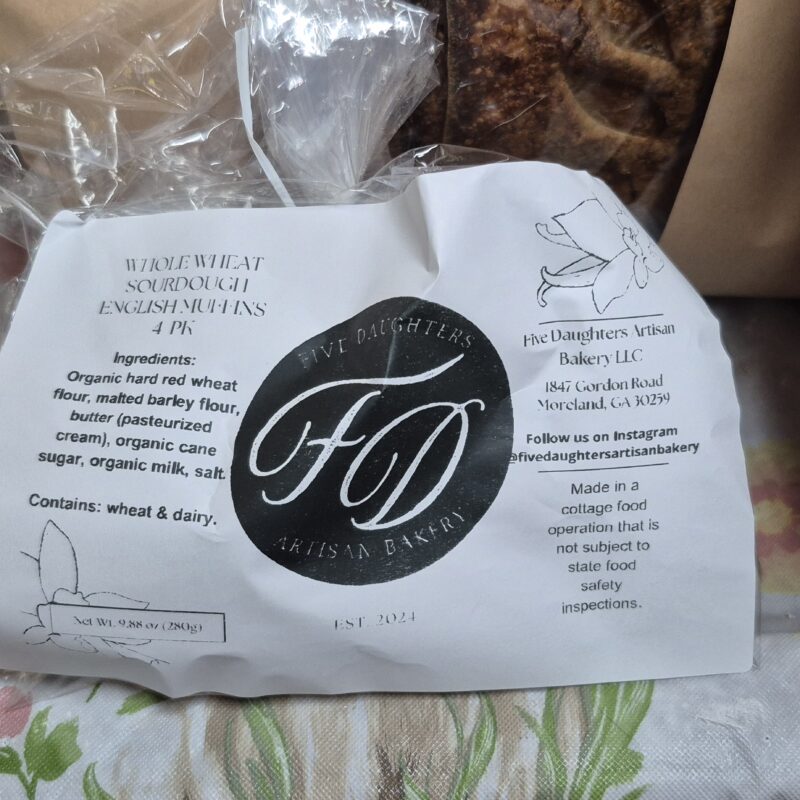 WHOLE WHEAT
SOURDOUGH
ENGLISH MUFFINS
4 PK
Ingredients:
Organic hard red wheat
flour, malted barley flour,
butter (pasteurized
cream), organic cane
sugar, organic milk, salt.
Contains: wheat & dairy.
Net Wt. 9.88 oz (280g)
FIVE DAUGHTERS
FD
ARTISAN BAKERY
EST. 2024
Five Daughters Artisan
Bakery LLC
1847 Gordon Road
Moreland, GA 30259
Follow us on Instagram
@fivedaughtersartisanbakery
Made in a
cottage food
operation that is
not subject to
state food
safety
inspections.